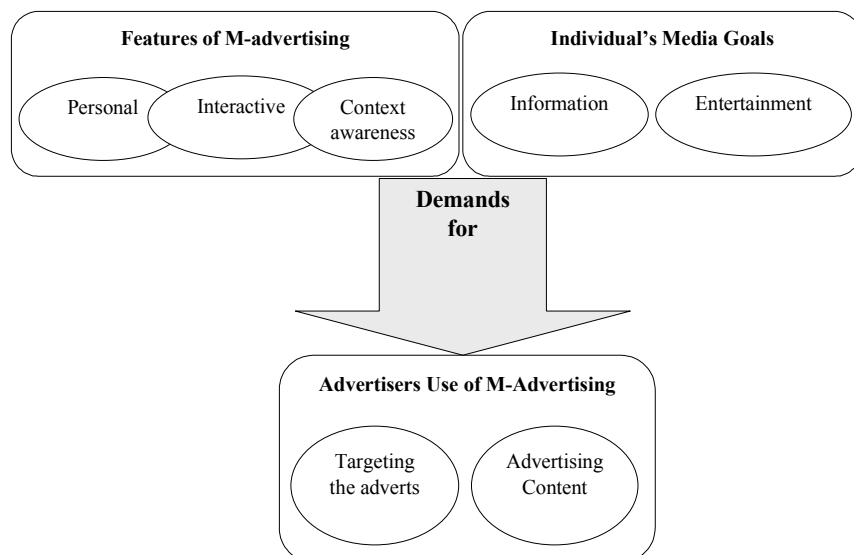 Features of M-advertising
Personal
Interactive
Context
awareness
Individual's Media Goals
Information
Entertainment
Demands
for
Advertisers Use of M-Advertising
Targeting
the adverts
Advertising
Content